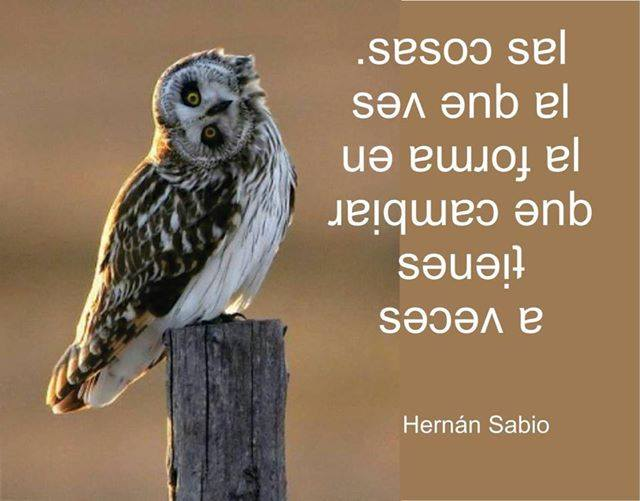 a veces
tienes
que cambiar
la forma en
la que ves
las cosas.
Hernán Sabio